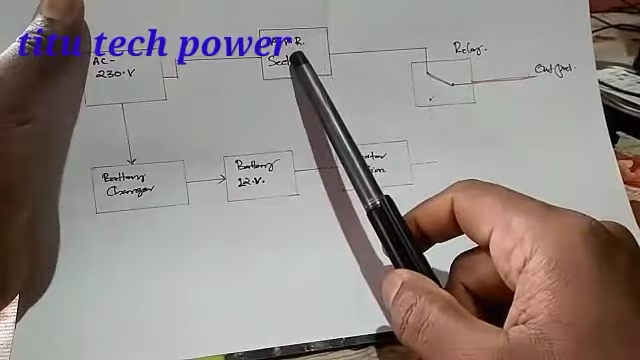 titu tech power
AC-
230.V
Relay.
Output.
Battery
Charger
Battery
12.V.